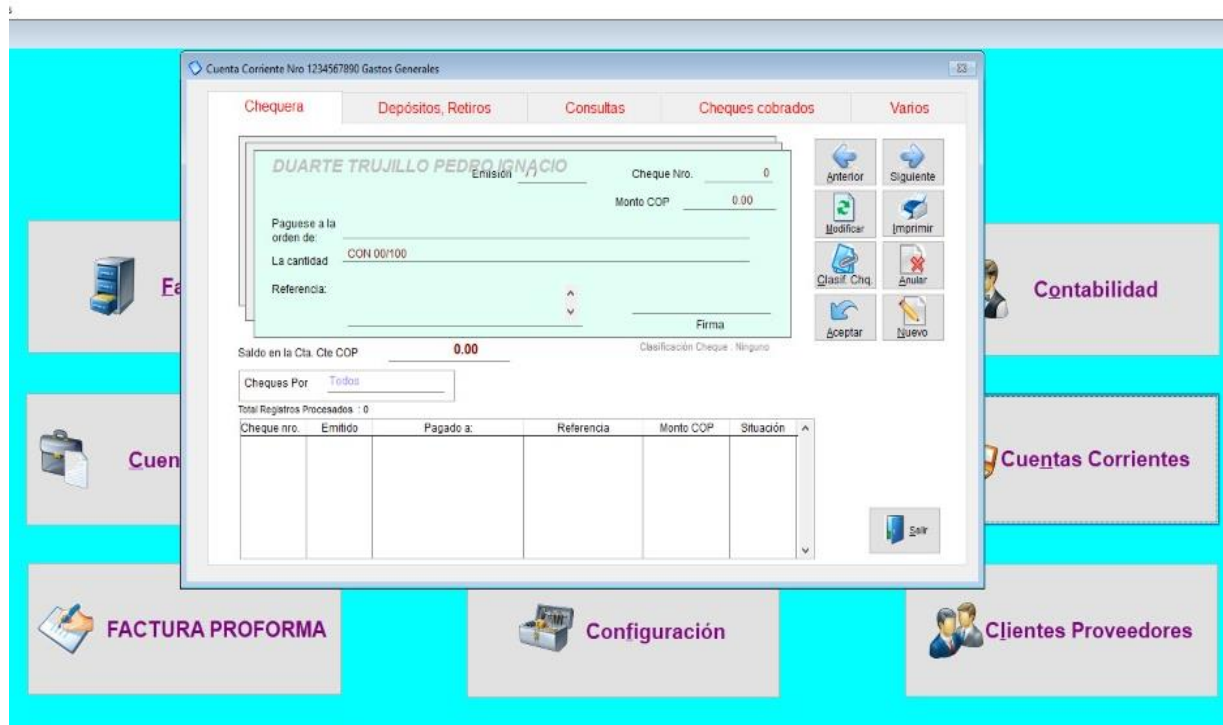 Cuenta Corriente Nro 1234567890 Gastos Generales
Chequera Depósitos, Retiros Consultas Cheques cobrados Varios
DUARTE TRUJILLO PEDRO IGNACIO
Emisión / / Cheque Nro. 0
Monto COP 0.00
Paguese a la
orden de:
La cantidad CON 00/100
Referencia:
Firma
Anterior Siguiente
Modificar Imprimir
Clasif. Chq. Anular
Aceptar Nuevo
Saldo en la Cta. Cte COP 0.00
Clasificación Cheque : Ninguno
Cheques Por Todos
Total Registros Procesados : 0
Cheque nro. Emitido Pagado a: Referencia Monto COP Situación
Salir
Fa
Contabilidad
Cuen
Cuentas Corrientes
FACTURA PROFORMA
Configuración
Clientes Proveedores